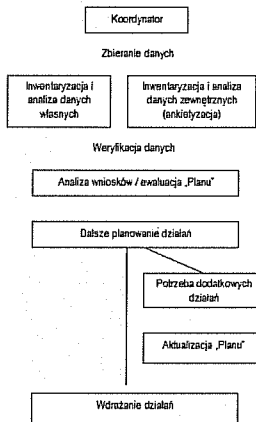 Koordynator
Zbieranie danych
Inwentaryzacja i
analiza danych
własnych
Inwentaryzacja i analiza
danych zewnętrznych
(ankietyzacja)
Weryfikacja danych
Analiza wniosków / ewaluacja „Planu"
Dalsze planowanie działań
Potrzeba dodatkowych
działań
Aktualizacja „Planu"
Wdrażanie działań